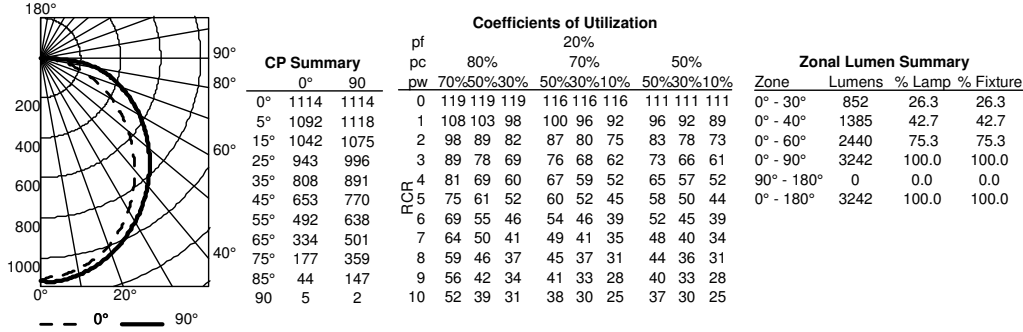 180°
90°
80°
60°
40°
200
400
600
800
1000
0° 20°
0° 90°
CP Summary
0° 90
0° 1114 1114
5° 1092 1118
15° 1042 1075
25° 943 996
35° 808 891
45° 653 770
55° 492 638
65° 334 501
75° 177 359
85° 44 147
90 5 2
Coefficients of Utilization
pf 20%
pc 80% 70% 50%
pw 70%50%30% 50%30%10% 50%30%10%
RCR
0 119 119 119 116 116 116 111 111 111
1 108 103 98 100 96 92 96 92 89
2 98 89 82 87 80 75 83 78 73
3 89 78 69 76 68 62 73 66 61
4 81 69 60 67 59 52 65 57 52
5 75 61 52 60 52 45 58 50 44
6 69 55 46 54 46 39 52 45 39
7 64 50 41 49 41 35 48 40 34
8 59 46 37 45 37 31 44 36 31
9 56 42 34 41 33 28 40 33 28
10 52 39 31 38 30 25 37 30 25
Zonal Lumen Summary
Zone Lumens % Lamp % Fixture
0° - 30° 852 26.3 26.3
0° - 40° 1385 42.7 42.7
0° - 60° 2440 75.3 75.3
0° - 90° 3242 100.0 100.0
90° - 180° 0 0.0 0.0
0° - 180° 3242 100.0 100.0